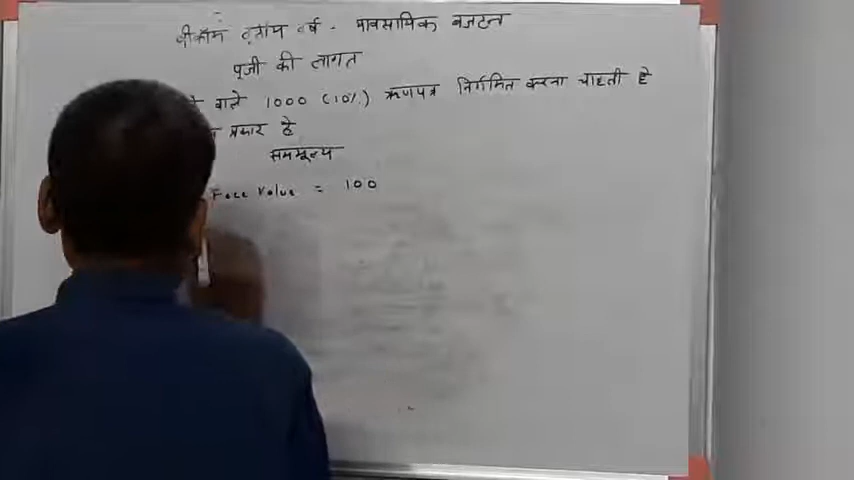 बीकॉम तृतीय वर्ष - व्यावसायिक बजटन
पूंजी की लागत
वाले 1000 (10%) ऋणपत्र निर्गमित करना चाहती है
प्रकार है
सममूल्य
Face Value = 100